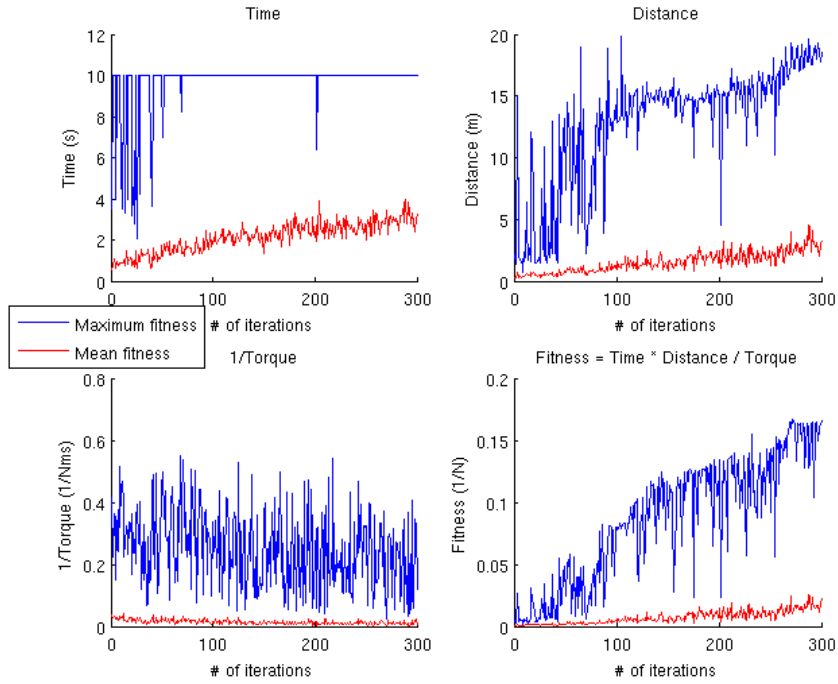 Time
12
10
8
6
4
2
0
Time (s)
0
100
200
300
# of iterations
Distance
20
15
10
5
0
Distance (m)
0
100
200
300
# of iterations
Maximum fitness
Mean fitness
1/Torque
0.8
0.6
0.4
0.2
0
1/Torque (1/Nms)
0
100
200
300
# of iterations
Fitness = Time * Distance / Torque
0.2
0.15
0.1
0.05
0
Fitness (1/N)
0
100
200
300
# of iterations